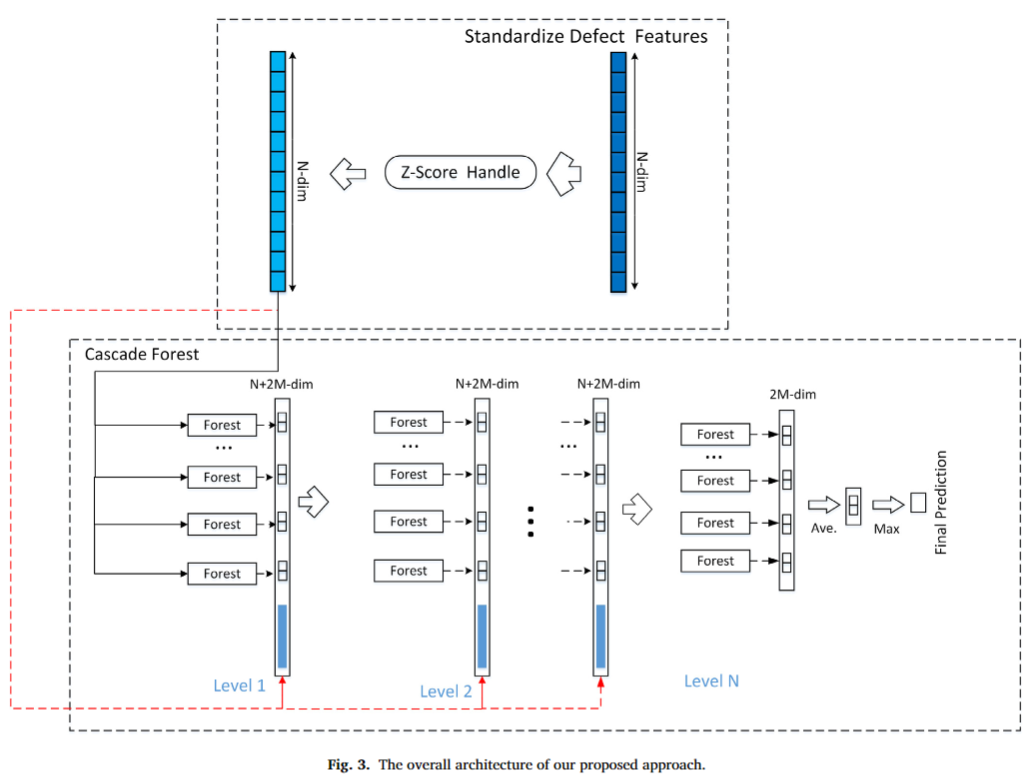 Standardize Defect Features
N-dim
Z-Score Handle
N-dim
Cascade Forest
N+2M-dim
N+2M-dim
N+2M-dim
2M-dim
Forest
...
Forest
Forest
Forest
Level 1
Forest
...
Forest
Forest
Forest
Level 2
...
Forest
...
Forest
Forest
Forest
Level N
Ave.
Max
Final Prediction
Fig. 3. The overall architecture of our proposed approach.